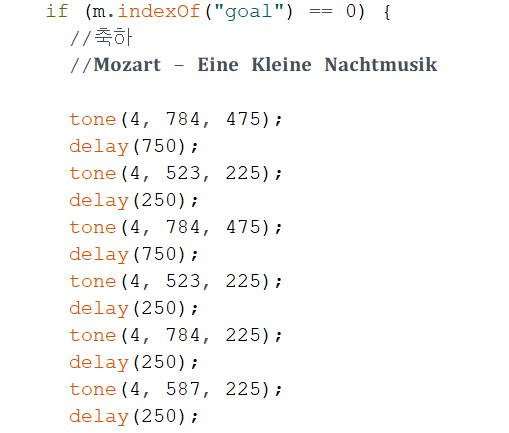 if (m.indexOf("goal") == 0) {
//축하
//Mozart – Eine Kleine Nachtmusik
tone(4, 784, 475);
delay(750);
tone(4, 523, 225);
delay(250);
tone(4, 784, 475);
delay(750);
tone(4, 523, 225);
delay(250);
tone(4, 784, 225);
delay(250);
tone(4, 587, 225);
delay(250);